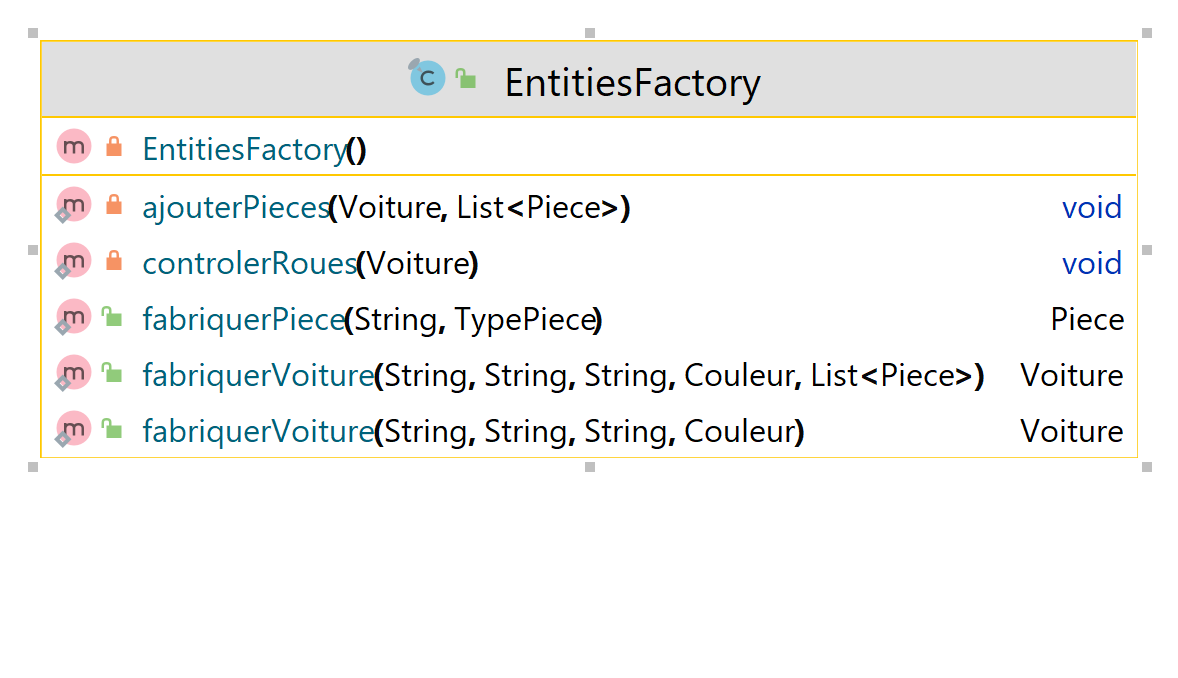 EntitiesFactory
EntitiesFactory()
ajouterPieces(Voiture, List<Piece>) void
controlerRoues(Voiture) void
fabriquerPiece(String, TypePiece) Piece
fabriquerVoiture(String, String, String, Couleur, List<Piece>) Voiture
fabriquerVoiture(String, String, String, Couleur) Voiture